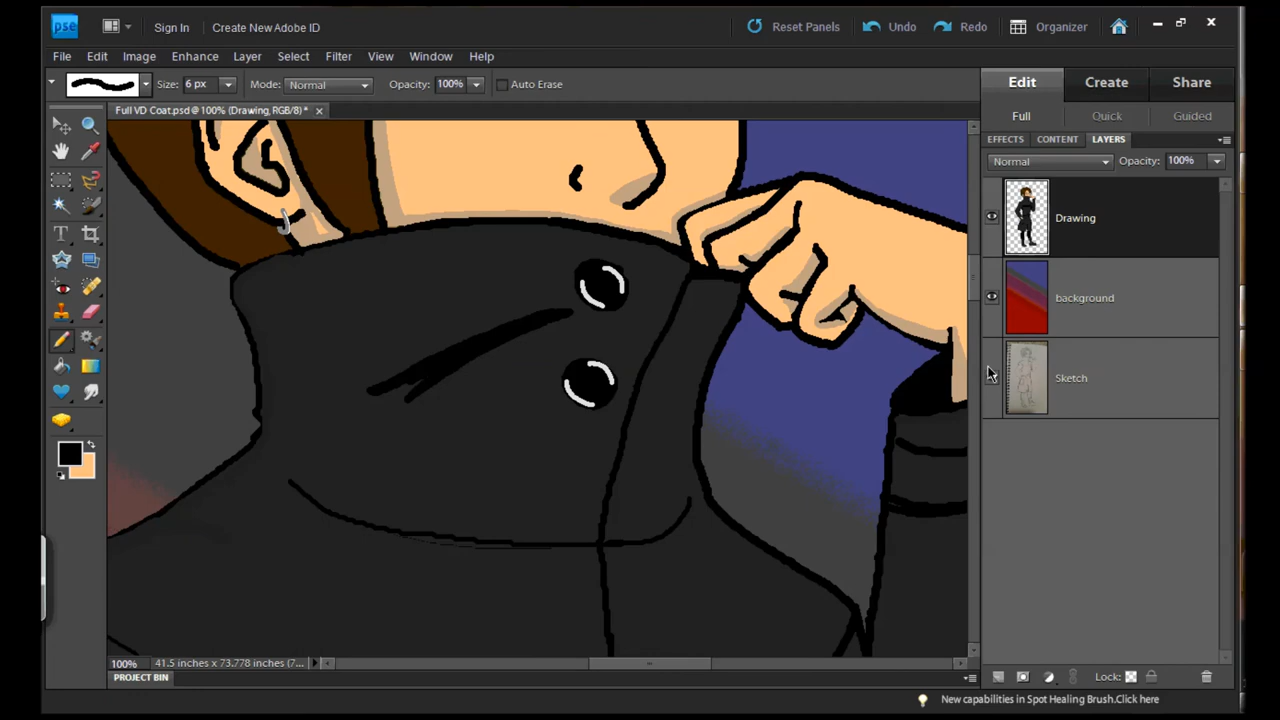 pse
Sign In
Create New Adobe ID
Reset Panels
Undo
Redo
Organizer
File Edit Image Enhance Layer Select Filter View Window Help
Size: 6 px
Mode: Normal
Opacity: 100%
Auto Erase
Edit
Create
Share
Full VD Coat.psd @ 100% (Drawing, RGB/8) *
Full
Quick
Guided
EFFECTS
CONTENT
LAYERS
Normal
Opacity: 100%
Drawing
background
Sketch
T
100%
41.5 inches x 73.778 inches (7...
Lock:
PROJECT BIN
New capabilities in Spot Healing Brush.Click here